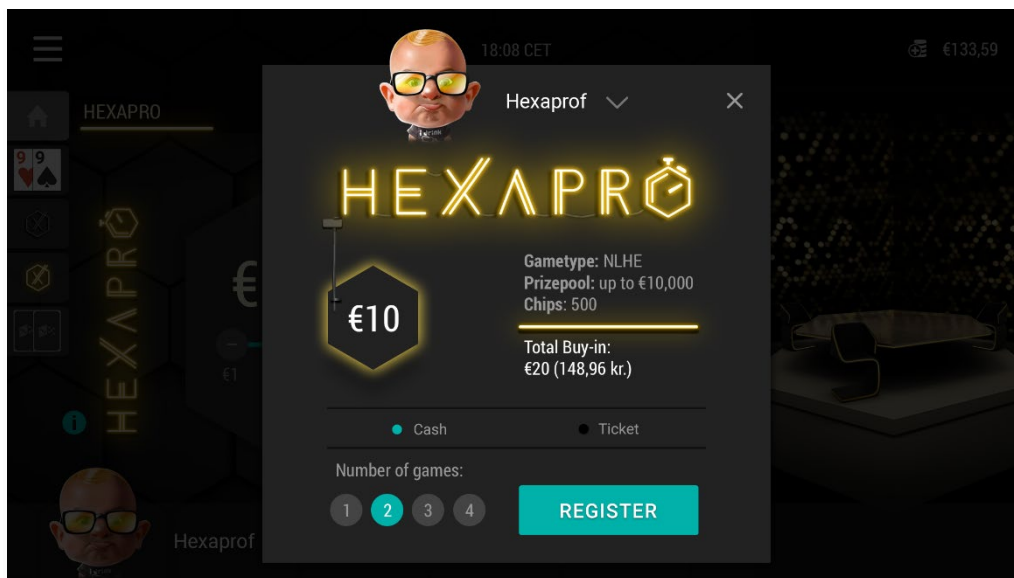 18:08 CET
€133,59
HEXAPRO
Hexaprof
HEXAPRO
9 9
HEXAPRO
€
€1
i
Gametype: NLHE
Prizepool: up to €10,000
Chips: 500
€10
Total Buy-in:
€20 (148,96 kr.)
Cash
Ticket
Number of games:
1 2 3 4
REGISTER
Hexaprof